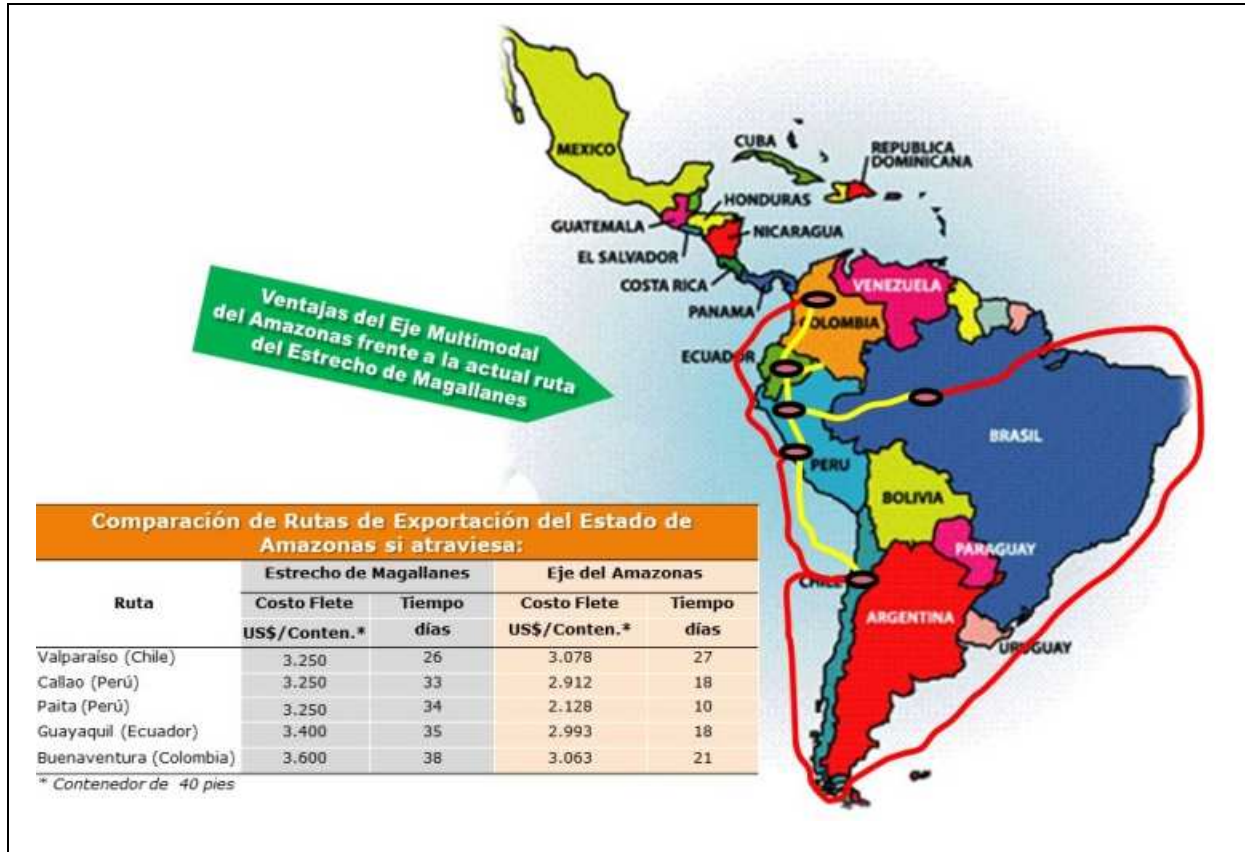 MEXICO
CUBA
REPUBLICA
DOMINICANA
HONDURAS
GUATEMALA
NICARAGUA
EL SALVADOR
COSTA RICA
PANAMA
VENEZUELA
COLOMBIA
ECUADOR
BRASIL
PERU
BOLIVIA
PARAGUAY
CHILE
ARGENTINA
URUGUAY
Ventajas del Eje Multimodal
del Amazonas frente a la actual ruta
del Estrecho de Magallanes
Comparación de Rutas de Exportación del Estado de
Amazonas si atraviesa:
Estrecho de Magallanes Eje del Amazonas
Ruta Costo Flete Tiempo Costo Flete Tiempo
US$/Conten.* días US$/Conten.* días
Valparaíso (Chile) 3.250 26 3.078 27
Callao (Perú) 3.250 33 2.912 18
Paita (Perú) 3.250 34 2.128 10
Guayaquil (Ecuador) 3.400 35 2.993 18
Buenaventura (Colombia) 3.600 38 3.063 21
* Contenedor de 40 pies